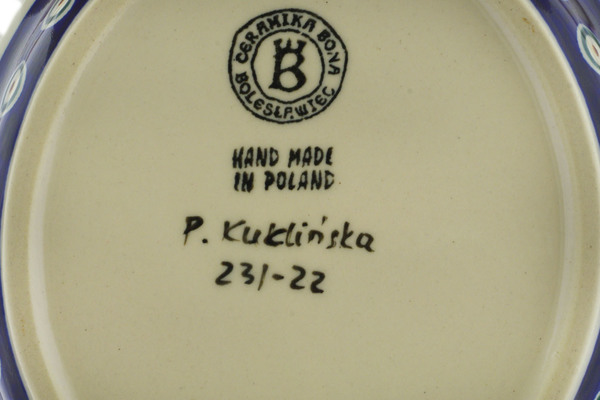 CERAMIKA BONA
BOLESŁAWIEC
B
HAND MADE
IN POLAND
P. Kuklińska
231-22